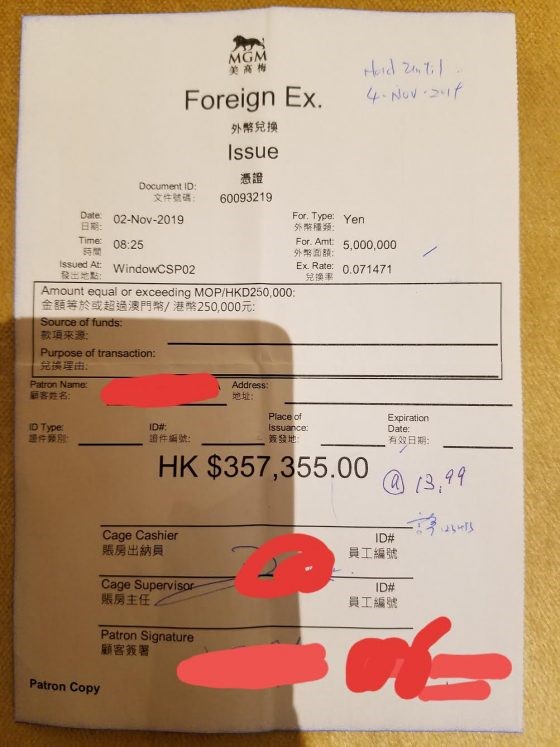 MGM
美高梅
Hold Until
4-Nov-
Foreign Ex.
外幣兌換
Issue
憑證
Document ID:
文件號碼:
60093219
Date:
日期:
02-Nov-2019
For. Type:
外幣種類:
Yen
Time:
時間
08:25
For. Amt:
外幣面額:
5,000,000
Issued At:
發出地點:
WindowCSP02
Ex. Rate:
兌換率
0.071471
Amount equal or exceeding MOP/HKD250,000:
金額等於或超過澳門幣/ 港幣250,000元:
Source of funds:
款項來源:
Purpose of transaction:
兌換理由:
Patron Name:
顧客姓名:
Address:
地址:
ID Type:
證件類別:
ID#:
證件編號:
Place of
Issuance:
簽發地:
Expiration
Date:
有效日期:
HK $357,355.00
@ 13,99
Cage Cashier
賬房出納員
ID#
員工編號
Cage Supervisor
賬房主任
ID#
員工編號
Patron Signature
顧客簽署
Patron Copy